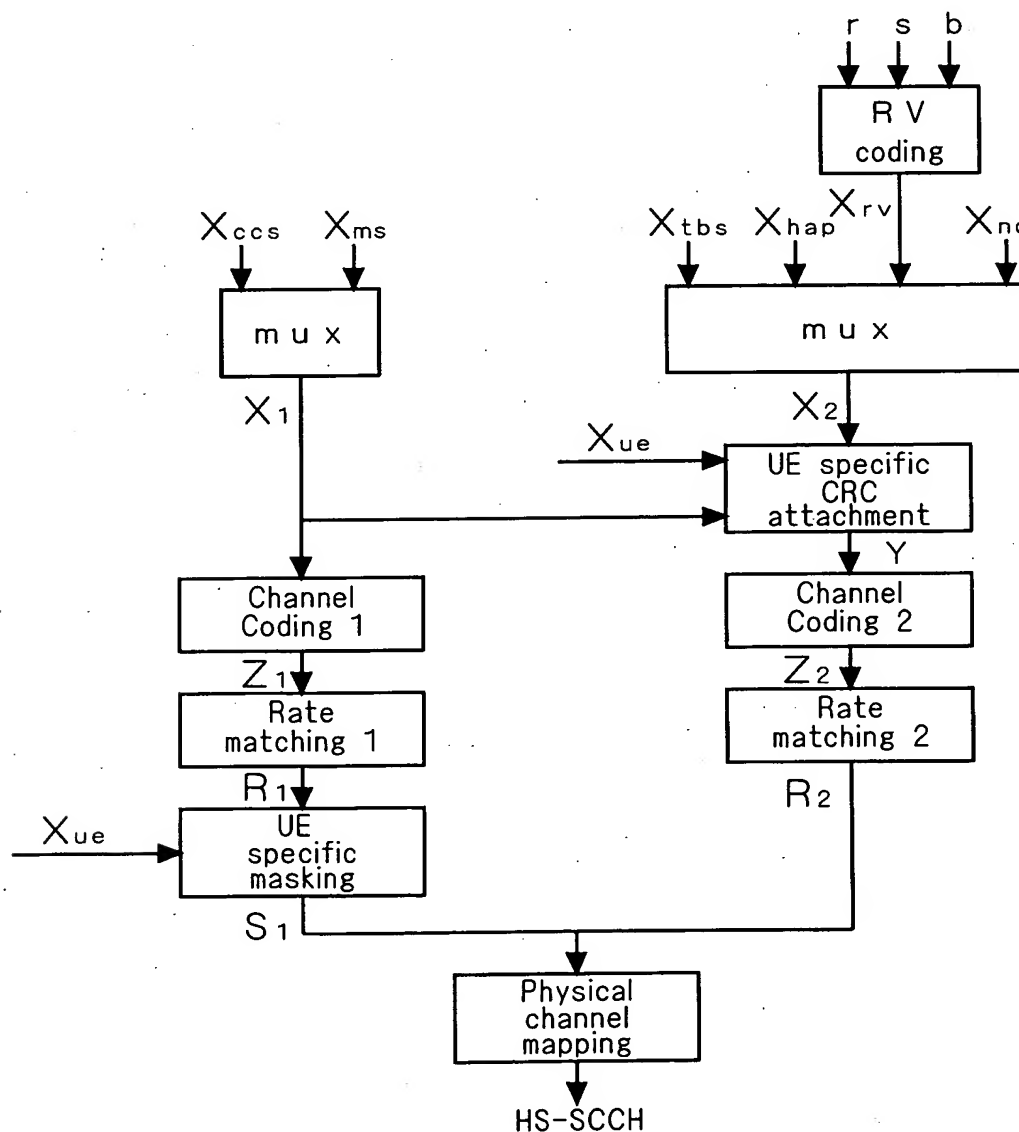 r s b
R V
coding
Xccs Xms
Xtbs Xhap Xrv
mux
mux
X1
X2
Xue
UE specific
CRC
attachment
Y
Channel
Coding 1
Channel
Coding 2
Z1
Z2
Rate
matching 1
Rate
matching 2
R1
R2
Xue
UE
specific
masking
S1
Physical
channel
mapping
HS-SCCH